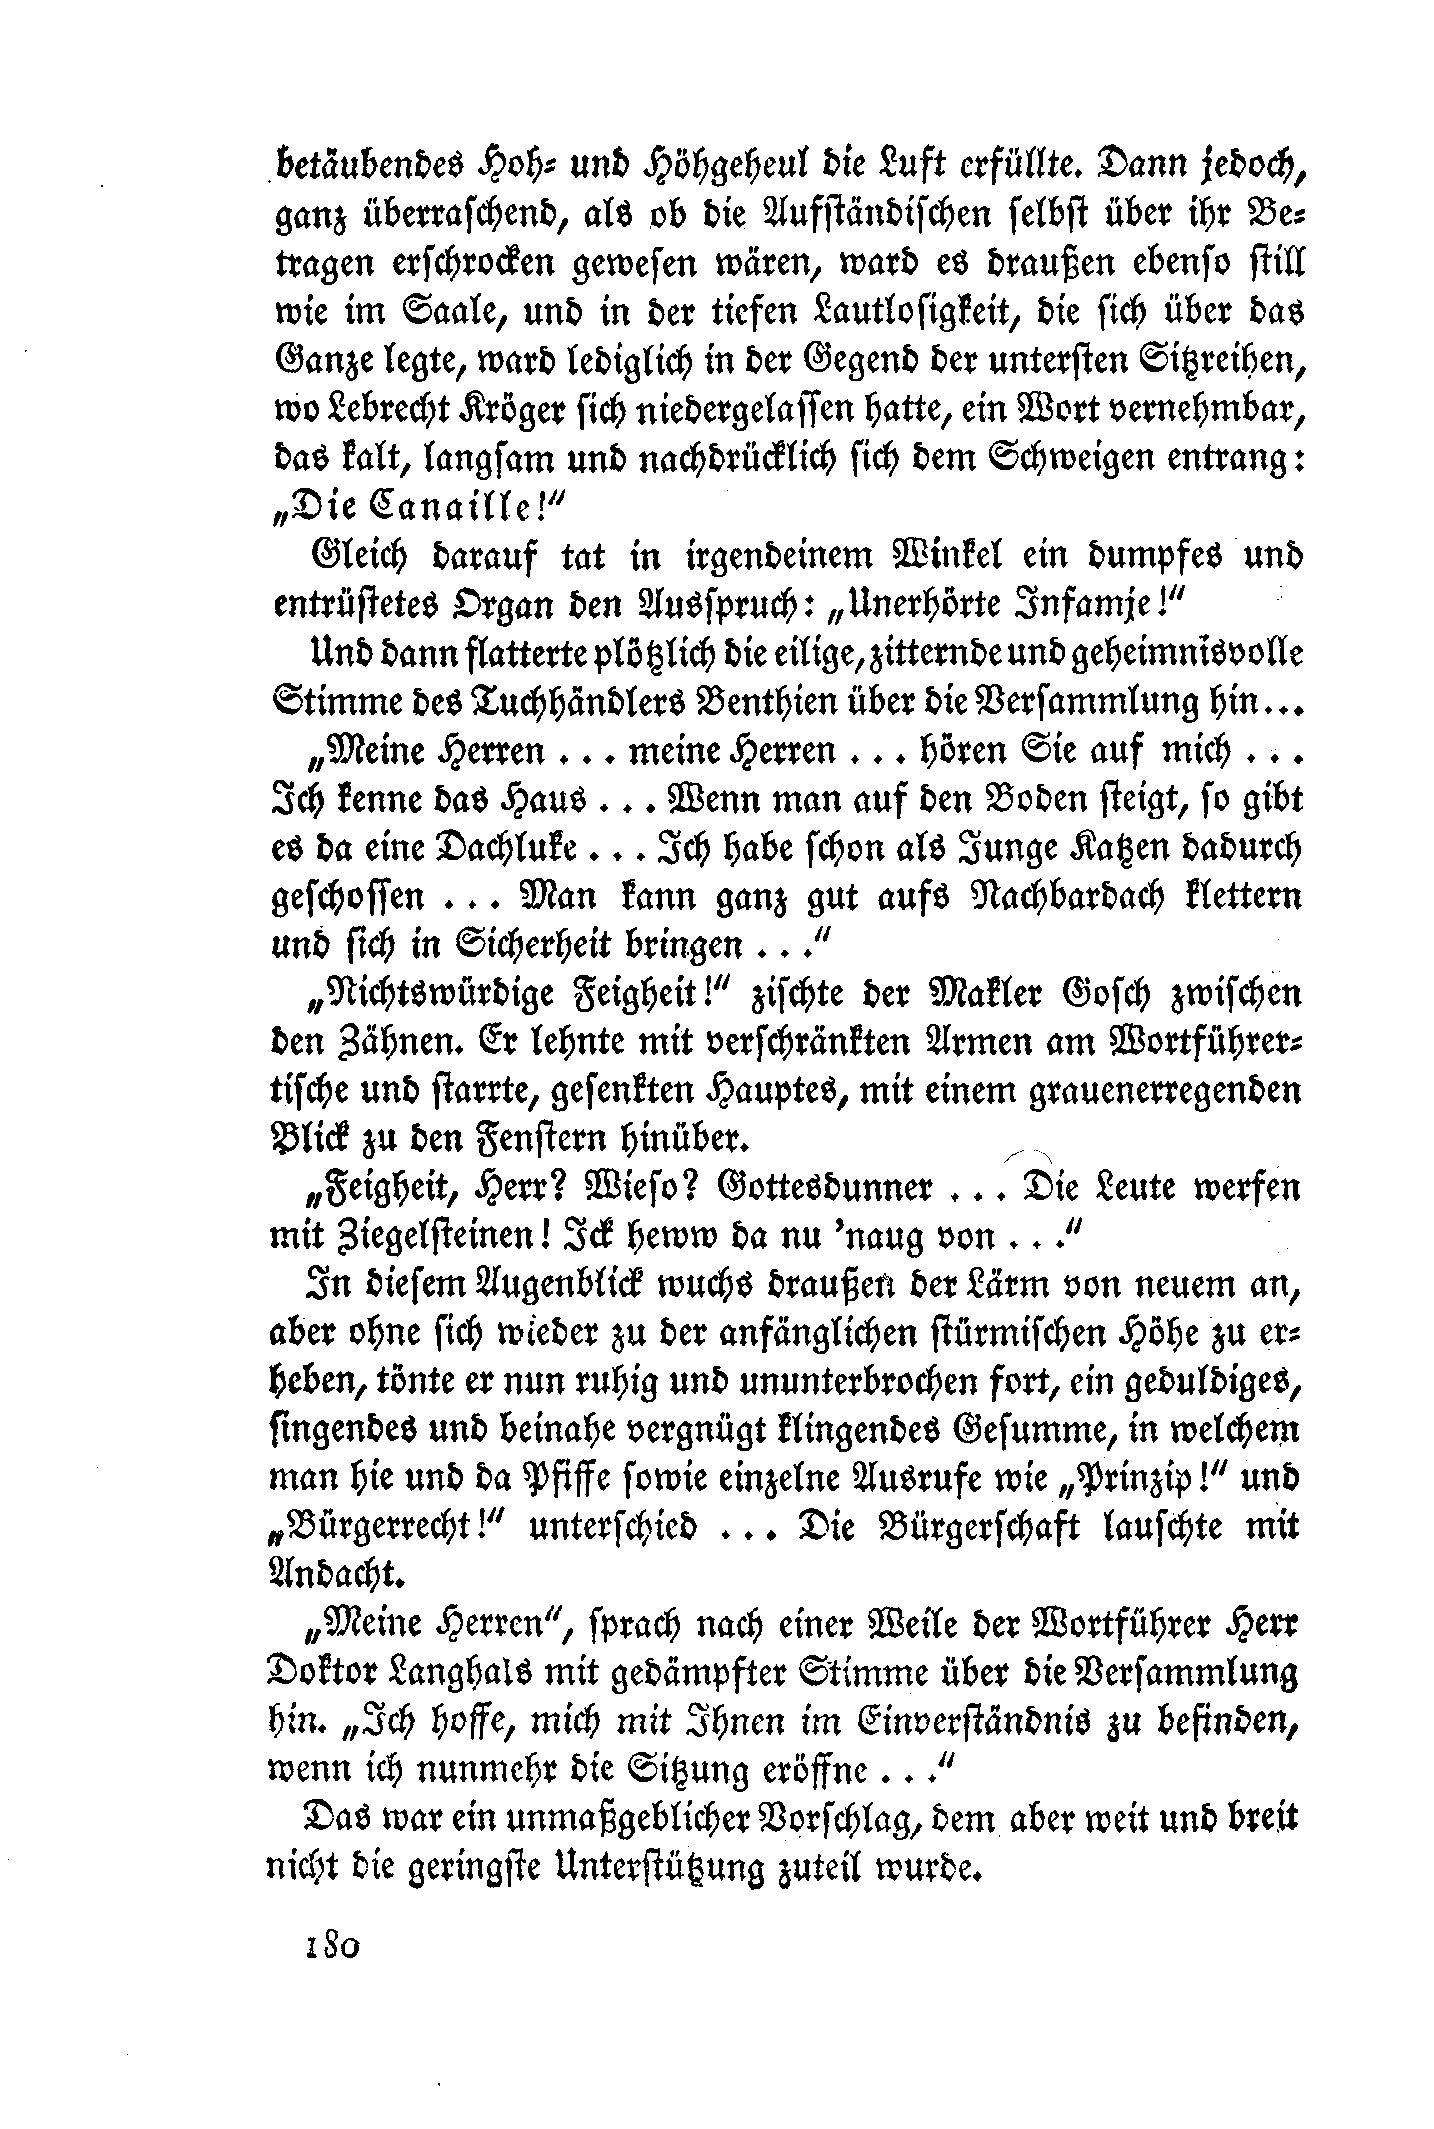 betäubendes Hoh- und Höhgeheul die Luft erfüllte. Dann jedoch,
ganz überraschend, als ob die Aufständischen selbst über ihr Be-
tragen erschrocken gewesen wären, ward es draußen ebenso still
wie im Saale, und in der tiefen Lautlosigkeit, die sich über das
Ganze legte, ward lediglich in der Gegend der untersten Sitzreihen,
wo Lebrecht Kröger sich niedergelassen hatte, ein Wort vernehmbar,
das kalt, langsam und nachdrücklich sich dem Schweigen entrang:
„Die Canaille!“
Gleich darauf tat in irgendeinem Winkel ein dumpfes und
entrüstetes Organ den Ausspruch: „Unerhörte Infamje!“
Und dann flatterte plötzlich die eilige, zitternde und geheimnisvolle
Stimme des Tuchhändlers Benthien über die Versammlung hin...
„Meine Herren . . . meine Herren . . . hören Sie auf mich . . .
Ich kenne das Haus . . . Wenn man auf den Boden steigt, so gibt
es da eine Dachluke . . . Ich habe schon als Junge Katzen dadurch
geschossen . . . Man kann ganz gut aufs Nachbardach klettern
und sich in Sicherheit bringen . . .“
„Nichtswürdige Feigheit!“ zischte der Makler Gosch zwischen
den Zähnen. Er lehnte mit verschränkten Armen am Wortführer-
tische und starrte, gesenkten Hauptes, mit einem grauenerregenden
Blick zu den Fenstern hinüber.
„Feigheit, Herr? Wieso? Gottesdunner . . . Die Leute werfen
mit Ziegelsteinen! Ick heww da nu ’naug von . . .“
In diesem Augenblick wuchs draußen der Lärm von neuem an,
aber ohne sich wieder zu der anfänglichen stürmischen Höhe zu er-
heben, tönte er nun ruhig und ununterbrochen fort, ein geduldiges,
singendes und beinahe vergnügt klingendes Gesumme, in welchem
man hie und da Pfiffe sowie einzelne Ausrufe wie „Prinzip!“ und
„Bürgerrecht!“ unterschied . . . Die Bürgerschaft lauschte mit
Andacht.
„Meine Herren“, sprach nach einer Weile der Wortführer Herr
Doktor Langhals mit gedämpfter Stimme über die Versammlung
hin. „Ich hoffe, mich mit Ihnen im Einverständnis zu befinden,
wenn ich nunmehr die Sitzung eröffne . . .“
Das war ein unmaßgeblicher Vorschlag, dem aber weit und breit
nicht die geringste Unterstützung zuteil wurde.
180